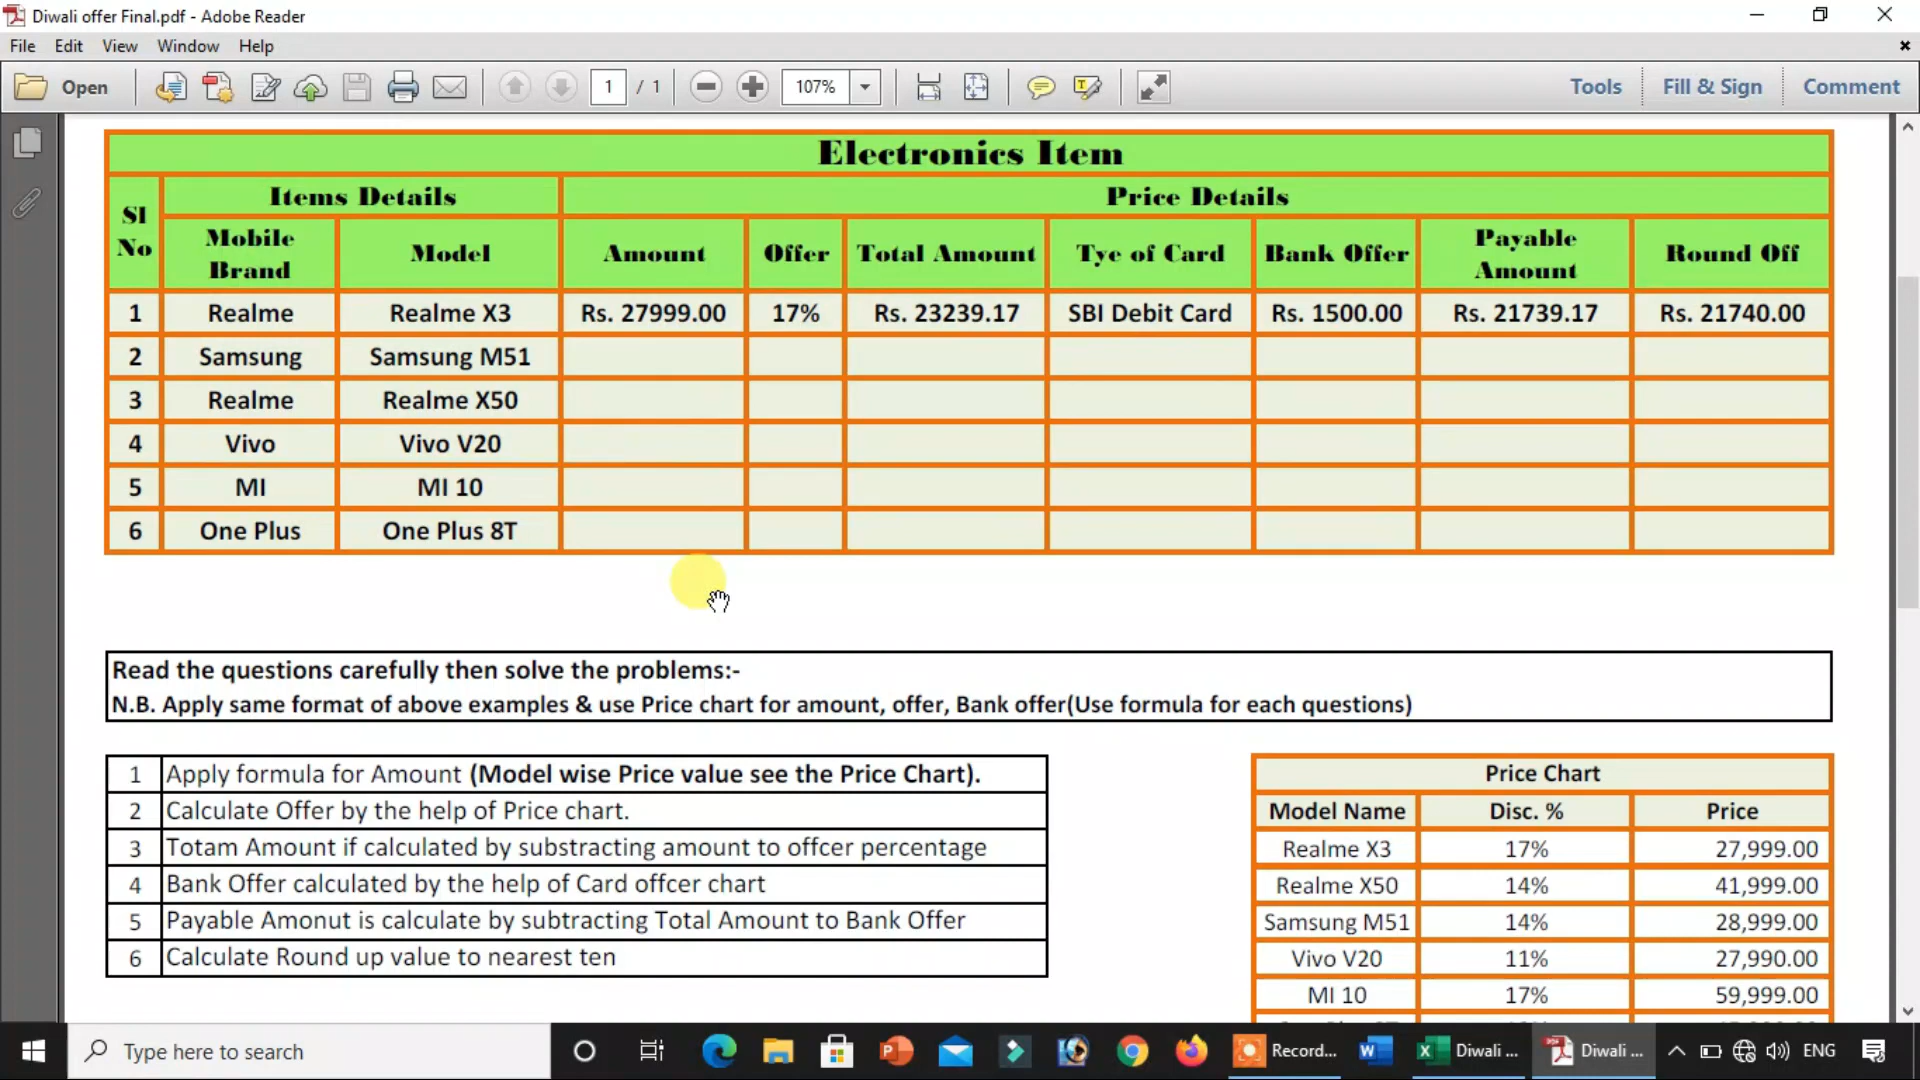 Diwali offer Final.pdf - Adobe Reader
File Edit View Window Help
Open 1 / 1 107% Tools Fill & Sign Comment
Electronics Item
Sl No Items Details Price Details
Mobile Brand Model Amount Offer Total Amount Tye of Card Bank Offer Payable Amount Round Off
1 Realme Realme X3 Rs. 27999.00 17% Rs. 23239.17 SBI Debit Card Rs. 1500.00 Rs. 21739.17 Rs. 21740.00
2 Samsung Samsung M51
3 Realme Realme X50
4 Vivo Vivo V20
5 MI MI 10
6 One Plus One Plus 8T
Read the questions carefully then solve the problems:-
N.B. Apply same format of above examples & use Price chart for amount, offer, Bank offer(Use formula for each questions)
1 Apply formula for Amount (Model wise Price value see the Price Chart).
2 Calculate Offer by the help of Price chart.
3 Totam Amount if calculated by substracting amount to offcer percentage
4 Bank Offer calculated by the help of Card offcer chart
5 Payable Amonut is calculate by subtracting Total Amount to Bank Offer
6 Calculate Round up value to nearest ten
Price Chart
Model Name Disc. % Price
Realme X3 17% 27,999.00
Realme X50 14% 41,999.00
Samsung M51 14% 28,999.00
Vivo V20 11% 27,990.00
MI 10 17% 59,999.00
Type here to search Record... Diwali ... Diwali ... ENG